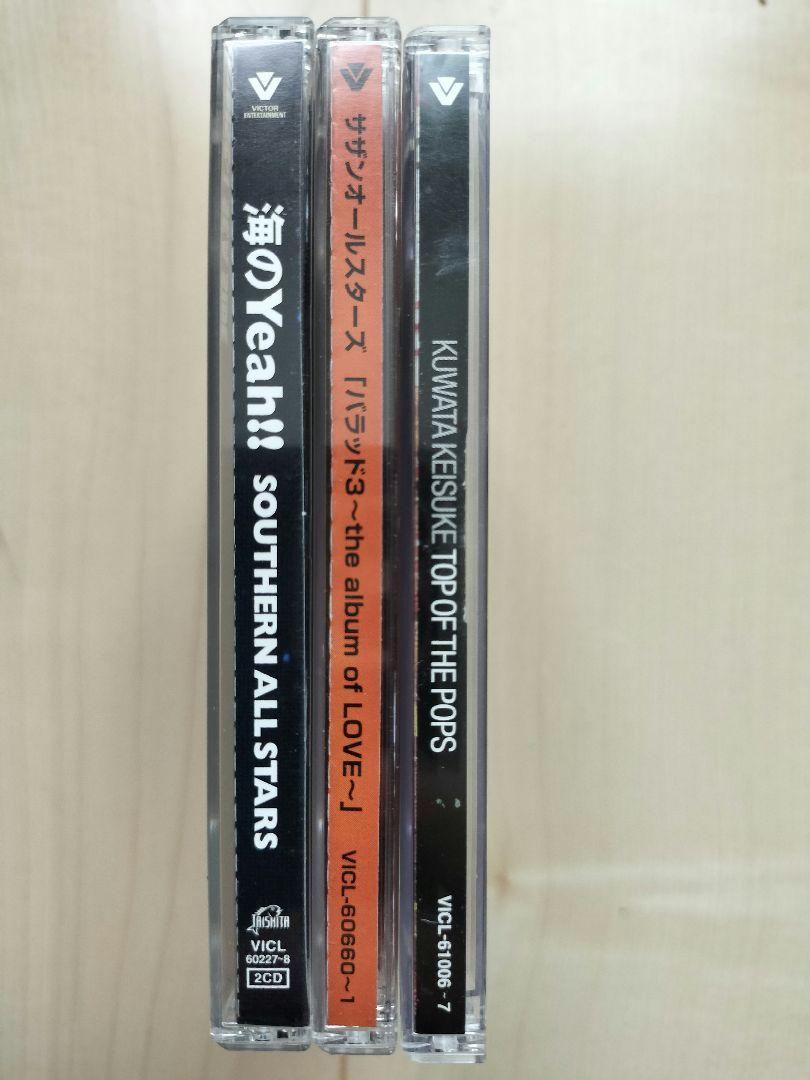 VICTOR
ENTERTAINMENT
海のYeah!! SOUTHERN ALL STARS
TAISHITA
VICL
60227~8
2CD
サザンオールスターズ 「バラッド3～the album of LOVE～」 VICL-60660～1
KUWATA KEISUKE TOP OF THE POPS VICL-61006~7